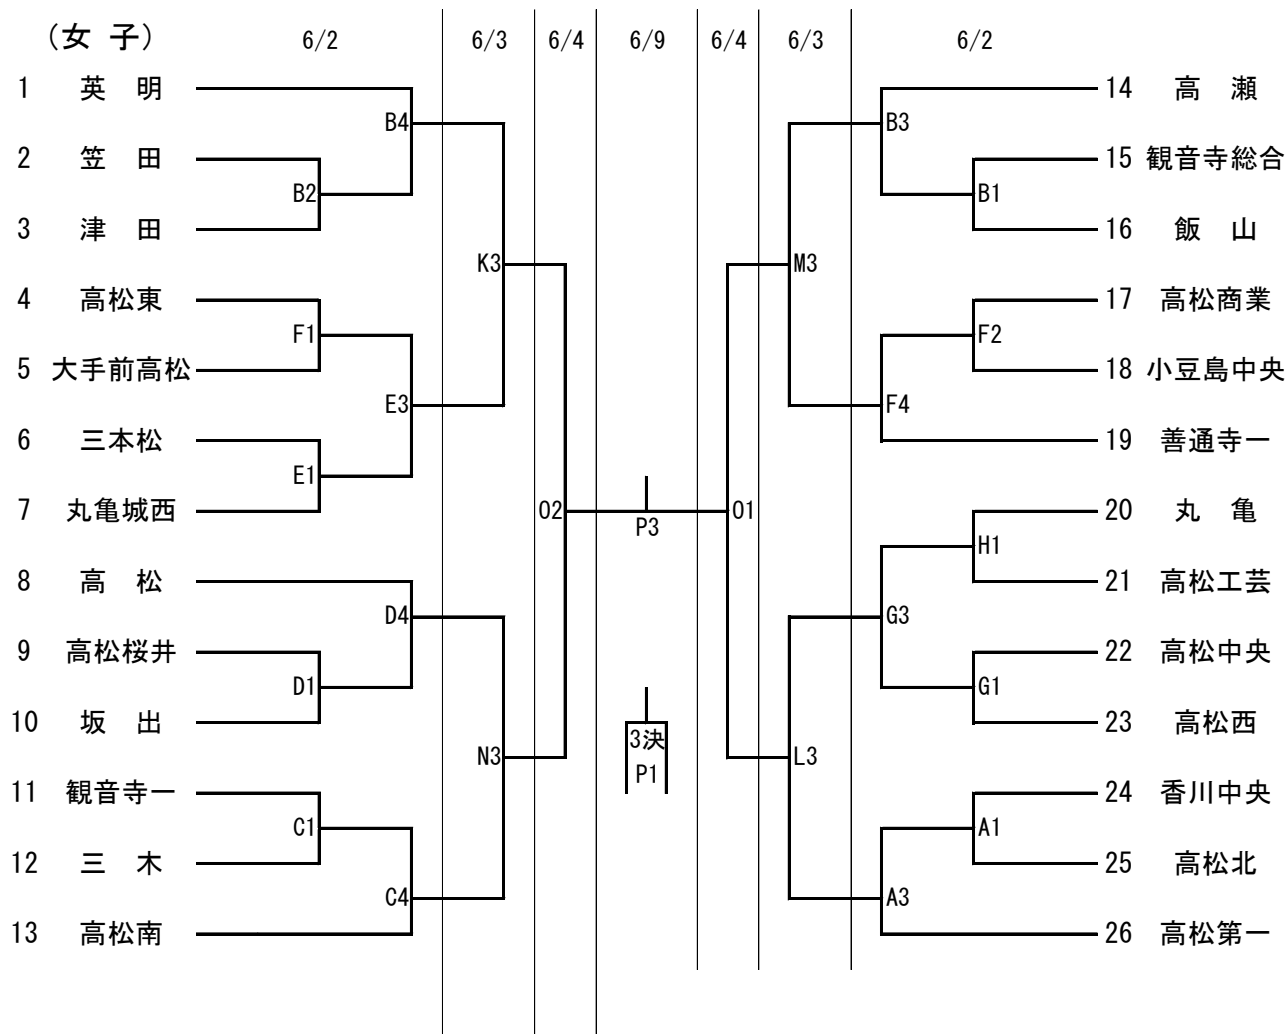 (女 子) 6/2 6/3 6/4 6/9 6/4 6/3 6/2
1 英 明 14 高 瀬
B4 B3
2 笠 田 15 観音寺総合
B2 B1
3 津 田 16 飯 山
K3 M3
4 高松東 17 高松商業
F1 F2
5 大手前高松 18 小豆島中央
E3 F4
6 三本松 19 善通寺一
E1
7 丸亀城西 O2 P3 O1 20 丸 亀
H1
8 高 松 21 高松工芸
D4 G3
9 高松桜井 22 高松中央
D1 G1
10 坂 出 23 高松西
3決
N3 L3
P1
11 観音寺一 24 香川中央
C1 A1
12 三 木 25 高松北
C4 A3
13 高松南 26 高松第一